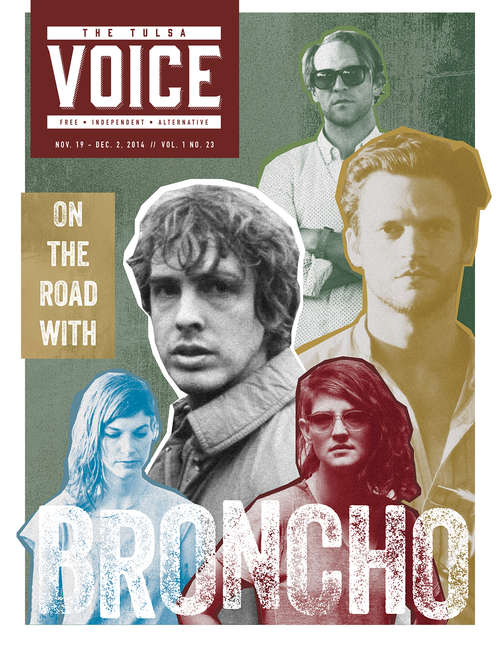 THE TULSA
VOICE
FREE • INDEPENDENT • ALTERNATIVE
NOV. 19 – DEC. 2, 2014 // VOL. 1 NO. 23
ON
THE
ROAD
WITH
BRONCHO